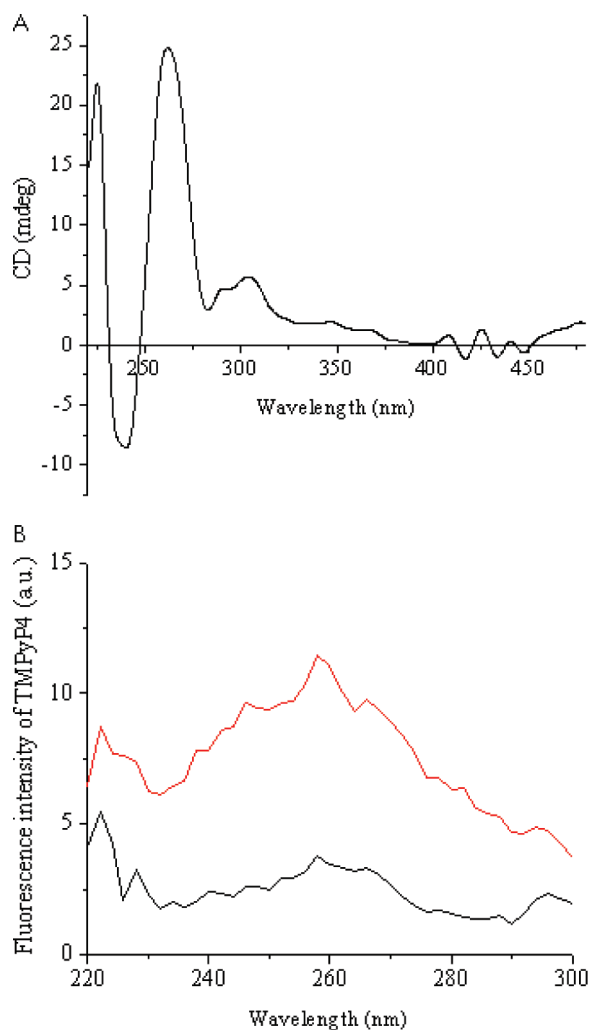 A
25
20
15
10
5
0
-5
-10
CD (mdeg)
250 300 350 400 450
Wavelength (nm)
B
15
10
5
0
Fluorescence intensity of TMPyP4 (a.u.)
220 240 260 280 300
Wavelength (nm)